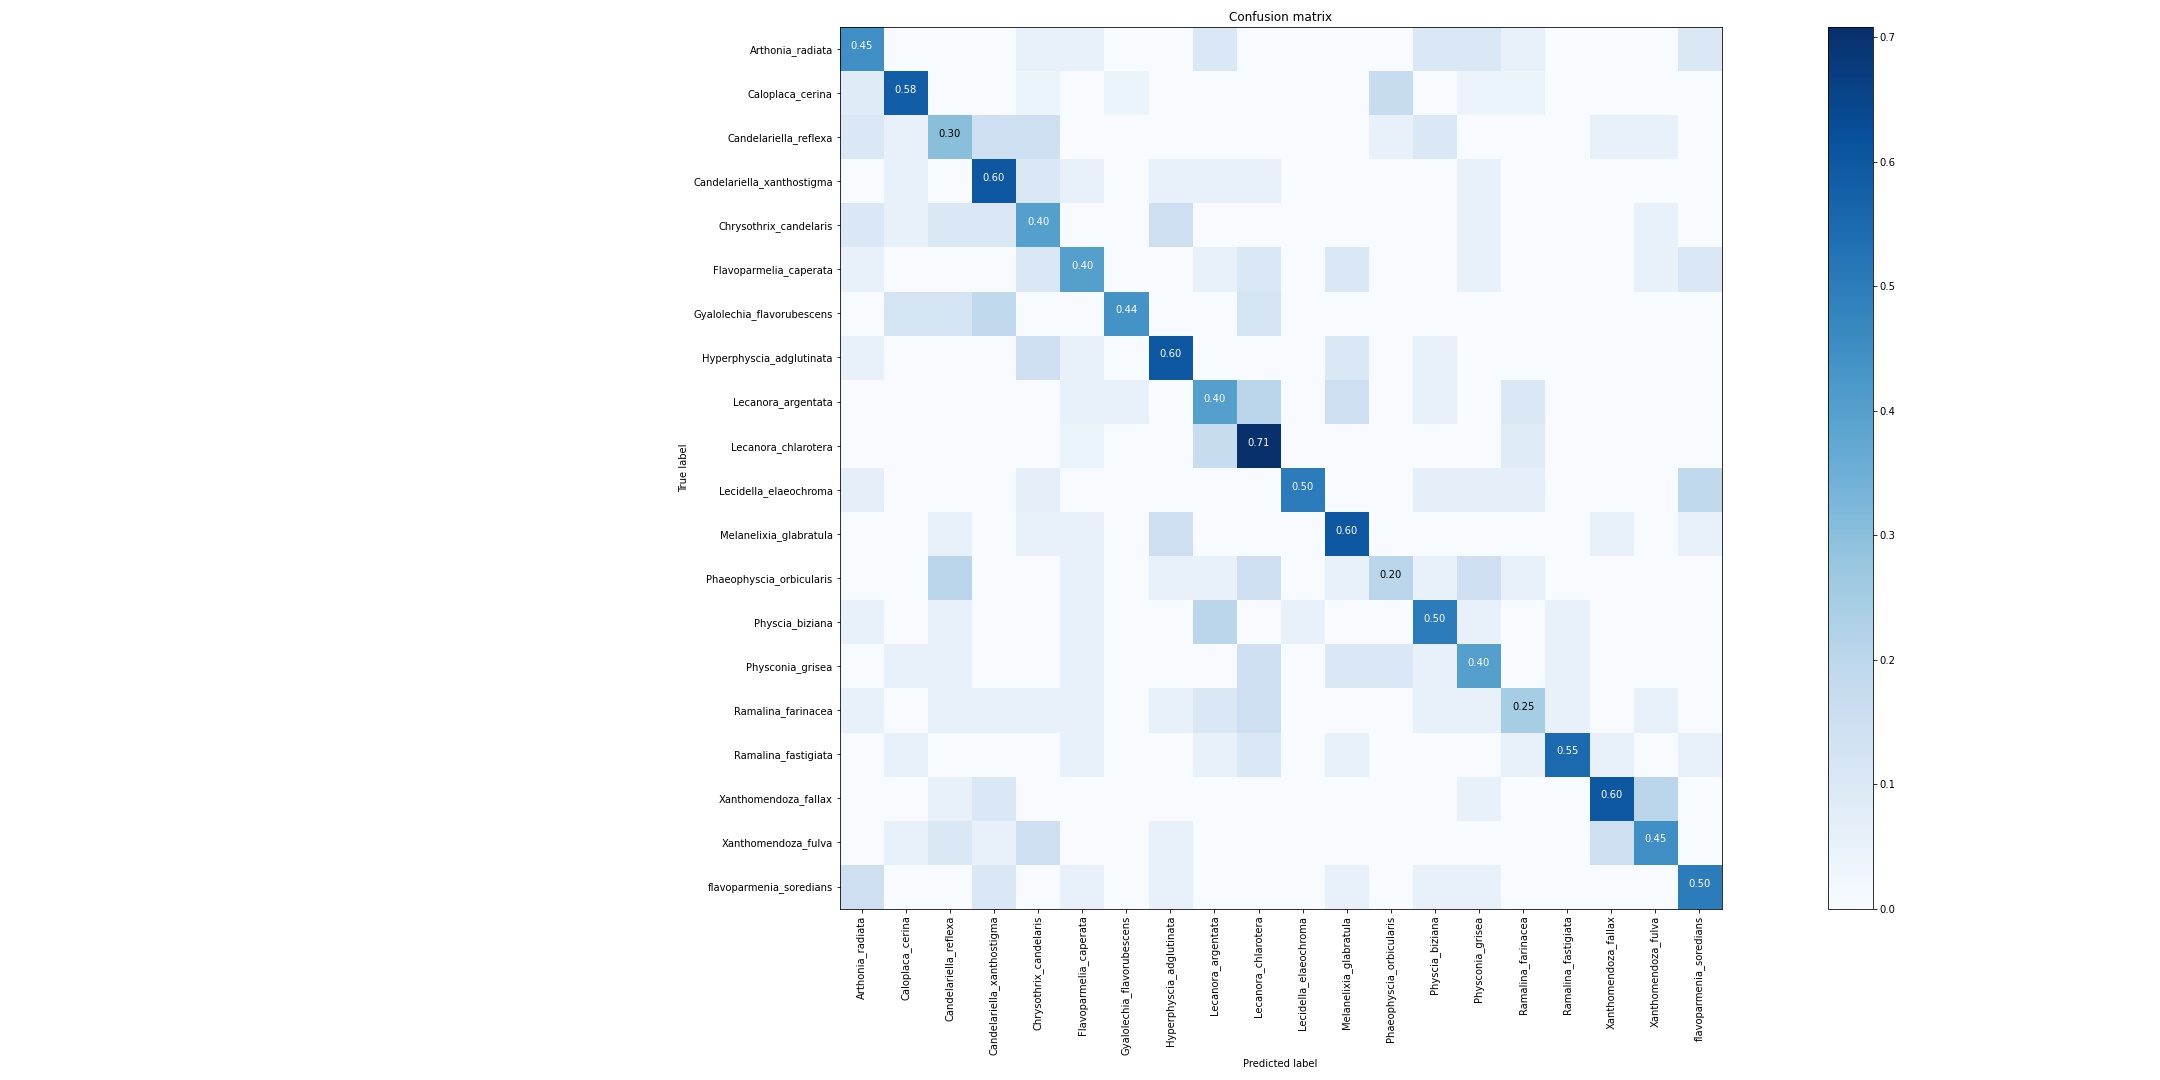 Confusion matrix
Arthonia_radiata 0.45
Caloplaca_cerina 0.58
Candelariella_reflexa 0.30
Candelariella_xanthostigma 0.60
Chrysothrix_candelaris 0.40
Flavoparmelia_caperata 0.40
Gyalolechia_flavorubescens 0.44
Hyperphyscia_adglutinata 0.60
Lecanora_argentata 0.40
Lecanora_chlarotera 0.71
Lecidella_elaeochroma 0.50
Melanelixia_glabratula 0.60
Phaeophyscia_orbicularis 0.20
Physcia_biziana 0.50
Physconia_grisea 0.40
Ramalina_farinacea 0.25
Ramalina_fastigiata 0.55
Xanthomendoza_fallax 0.60
Xanthomendoza_fulva 0.45
flavoparmenia_soredians 0.50
True label
Arthonia_radiata
Caloplaca_cerina
Candelariella_reflexa
Candelariella_xanthostigma
Chrysothrix_candelaris
Flavoparmelia_caperata
Gyalolechia_flavorubescens
Hyperphyscia_adglutinata
Lecanora_argentata
Lecanora_chlarotera
Lecidella_elaeochroma
Melanelixia_glabratula
Phaeophyscia_orbicularis
Physcia_biziana
Physconia_grisea
Ramalina_farinacea
Ramalina_fastigiata
Xanthomendoza_fallax
Xanthomendoza_fulva
flavoparmenia_soredians
Predicted label
0.7
0.6
0.5
0.4
0.3
0.2
0.1
0.0